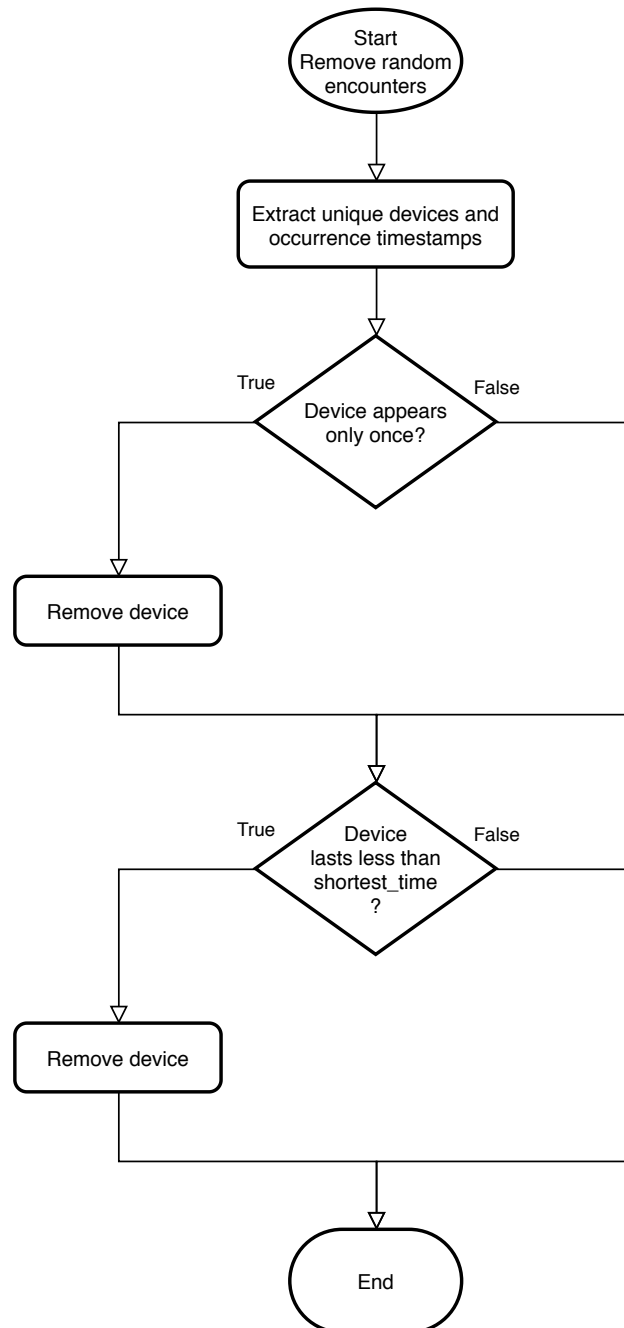 Start
Remove random
encounters
Extract unique devices and
occurrence timestamps
True
False
Device appears
only once?
Remove device
True
False
Device
lasts less than
shortest_time
?
Remove device
End